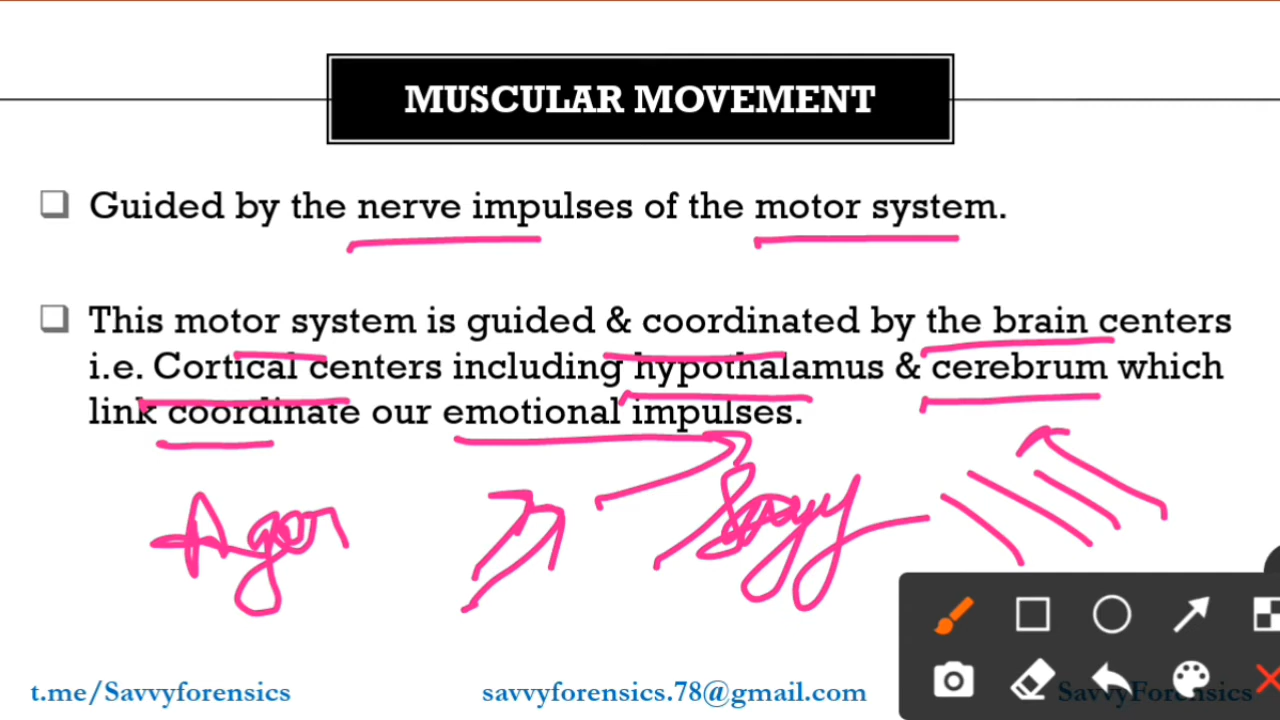 MUSCULAR MOVEMENT
Guided by the nerve impulses of the motor system.
This motor system is guided & coordinated by the brain centers
i.e. Cortical centers including hypothalamus & cerebrum which
link coordinate our emotional impulses.
t.me/Savvyforensics
savvyforensics.78@gmail.com
SavvyForensics